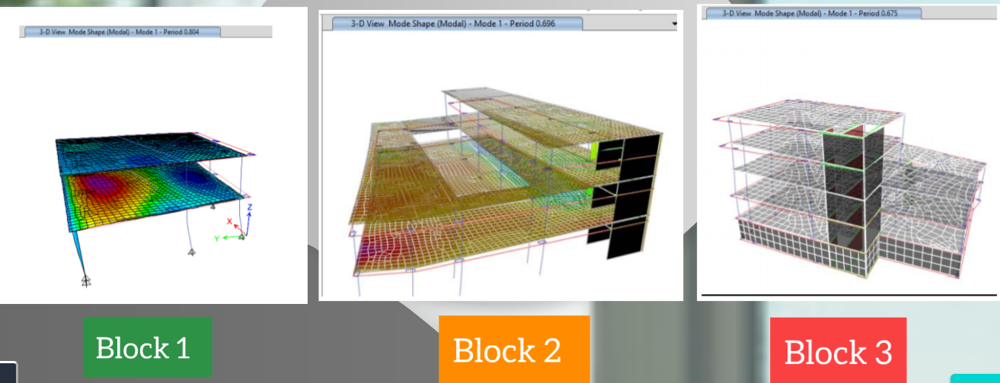 3-D View Mode Shape (Modal) - Mode 1 - Period 0.804
3-D View Mode Shape (Modal) - Mode 1 - Period 0.696
3-D View Mode Shape (Modal) - Mode 1 - Period 0.675
Z
X
Y
Block 1
Block 2
Block 3